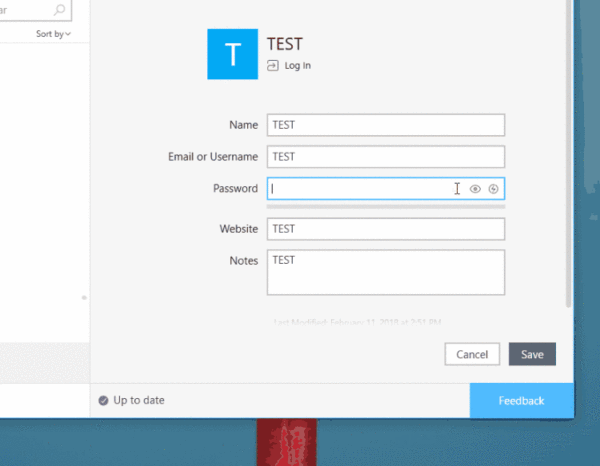 ar
Sort by
T
TEST
Log in
Name
TEST
Email or Username
TEST
Password
Website
TEST
Notes
TEST
Last Modified: February 11, 2018 at 7:51 PM
Cancel
Save
Up to date
Feedback